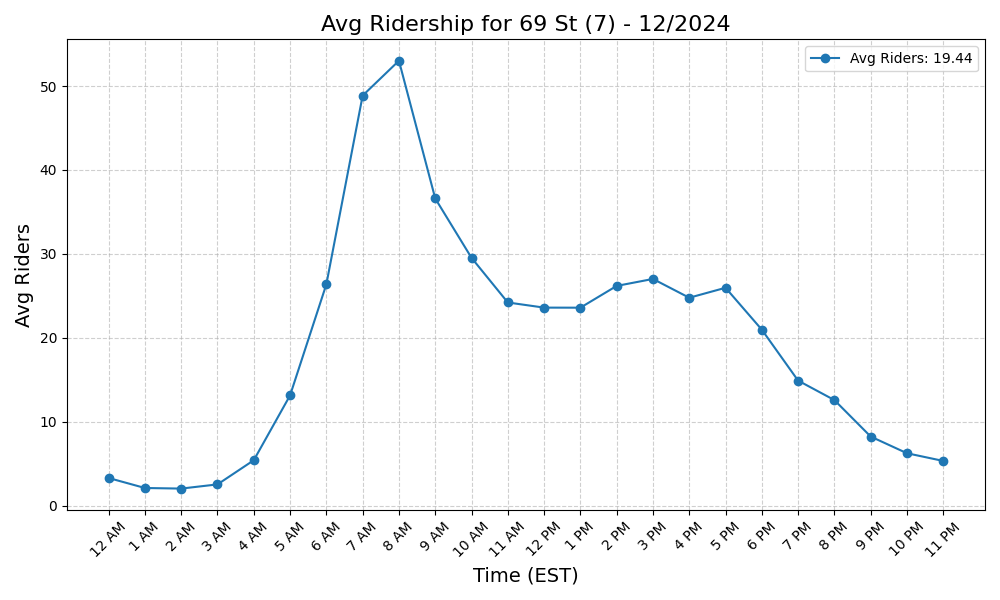 Avg Ridership for 69 St (7) - 12/2024
Avg Riders: 19.44
Avg Riders
50
40
30
20
10
0
12 AM
1 AM
2 AM
3 AM
4 AM
5 AM
6 AM
7 AM
8 AM
9 AM
10 AM
11 AM
12 PM
1 PM
2 PM
3 PM
4 PM
5 PM
6 PM
7 PM
8 PM
9 PM
10 PM
11 PM
Time (EST)